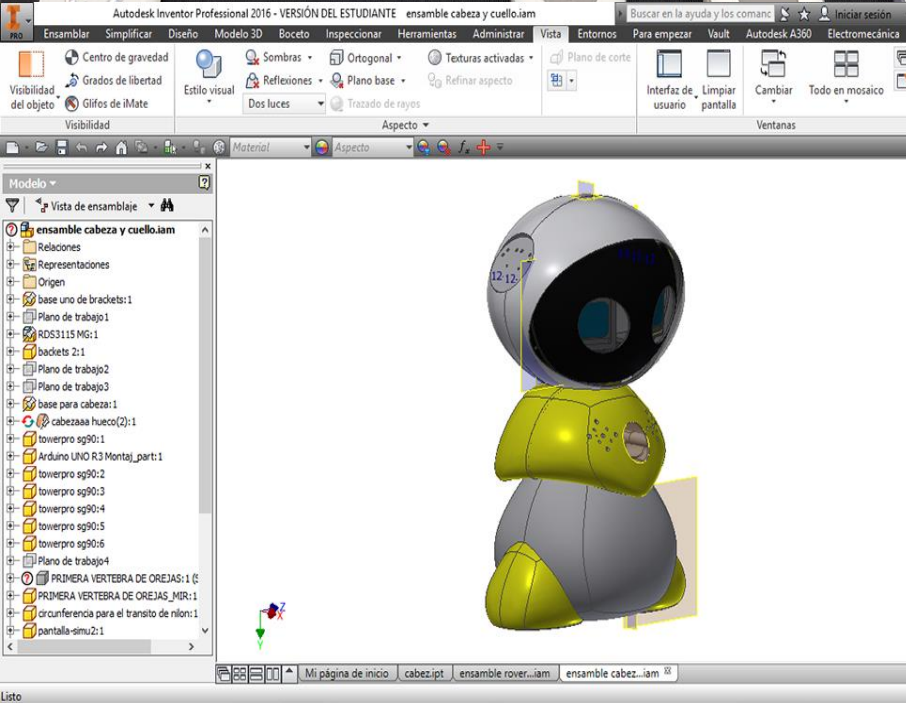 Autodesk Inventor Professional 2016 - VERSIÓN DEL ESTUDIANTE ensamble cabeza y cuello.iam
Buscar en la ayuda y los comanc
Iniciar sesión
PRO
Ensamblar Simplificar Diseño Modelo 3D Boceto Inspeccionar Herramientas Administrar Vista Entornos Para empezar Vault Autodesk A360 Electromecánica
Visibilidad del objeto
Centro de gravedad
Grados de libertad
Glifos de iMate
Visibilidad
Estilo visual
Sombras
Reflexiones
Dos luces
Ortogonal
Plano base
Trazado de rayos
Texturas activadas
Refinar aspecto
Plano de corte
Aspecto
Interfaz de usuario
Limpiar pantalla
Cambiar
Todo en mosaico
Ventanas
Material
Aspecto
fx
Modelo
Vista de ensamblaje
ensamble cabeza y cuello.iam
Relaciones
Representaciones
Origen
base uno de brackets:1
Plano de trabajo1
RDS3115 MG:1
backets 2:1
Plano de trabajo2
Plano de trabajo3
base para cabeza:1
cabezaaa hueco(2):1
towerpro sg90:1
Arduino UNO R3 Montaj_part:1
towerpro sg90:2
towerpro sg90:3
towerpro sg90:4
towerpro sg90:5
towerpro sg90:6
Plano de trabajo4
PRIMERA VERTEBRA DE OREJAS:1 (S
PRIMERA VERTEBRA DE OREJAS_MIR:1
circunferencia para el transito de nilon:1
pantalla-simu2:1
12-12-
Z
X
Y
Mi página de inicio
cabez.ipt
ensamble rover...iam
ensamble cabez...iam
Listo